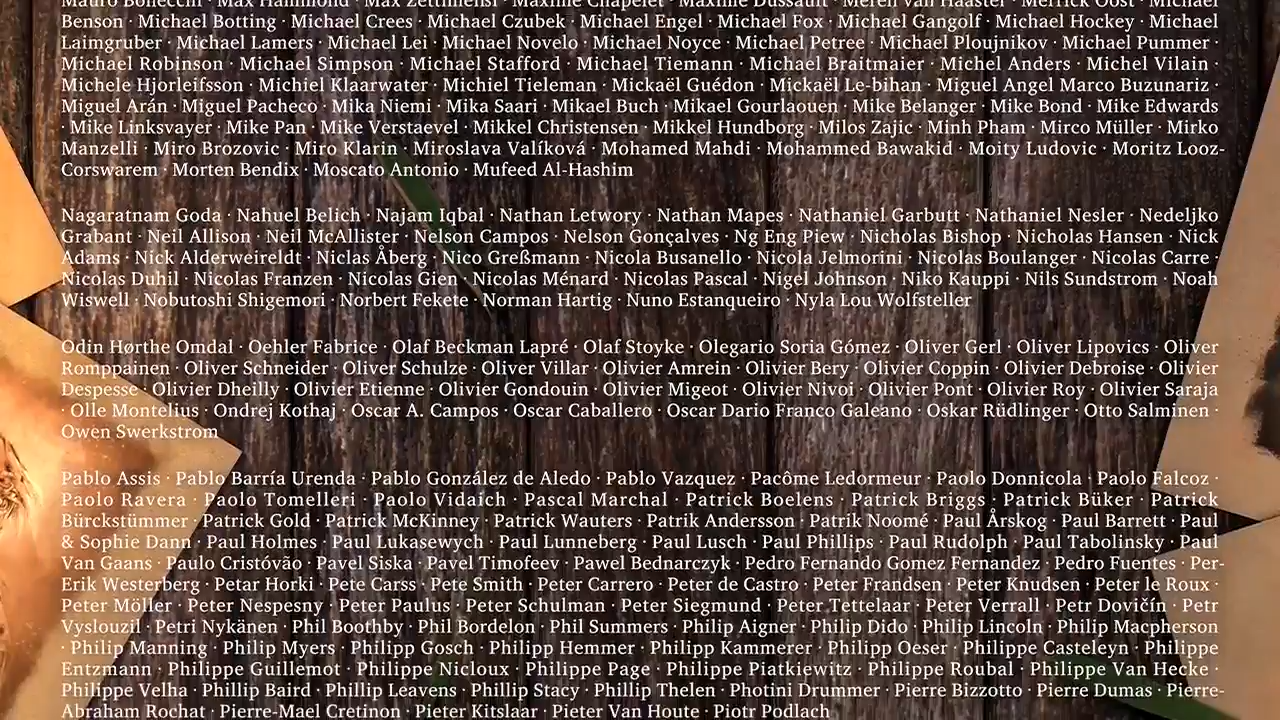 Mauro Bonecchi · Max Hammond · Max Zettlmeißl · Maxime Chapelet · Maxime Dussault · Meren van Haaster · Merrick Oost · Michael
Benson · Michael Botting · Michael Crees · Michael Czubek · Michael Engel · Michael Fox · Michael Gangolf · Michael Hockey · Michael
Laimgruber · Michael Lamers · Michael Lei · Michael Novelo · Michael Noyce · Michael Petree · Michael Ploujnikov · Michael Pummer ·
Michael Robinson · Michael Simpson · Michael Stafford · Michael Tiemann · Michael Braitmaier · Michel Anders · Michel Vilain ·
Michele Hjorleifsson · Michiel Klaarwater · Michiel Tieleman · Mickaël Guédon · Mickaël Le-bihan · Miguel Angel Marco Buzunariz ·
Miguel Arán · Miguel Pacheco · Mika Niemi · Mika Saari · Mikael Buch · Mikael Gourlaouen · Mike Belanger · Mike Bond · Mike Edwards
· Mike Linksvayer · Mike Pan · Mike Verstaevel · Mikkel Christensen · Mikkel Hundborg · Milos Zajic · Minh Pham · Mirco Müller · Mirko
Manzelli · Miro Brozovic · Miro Klarin · Miroslava Valíková · Mohamed Mahdi · Mohammed Bawakid · Moity Ludovic · Moritz Looz-
Corswarem · Morten Bendix · Moscato Antonio · Mufeed Al-Hashim
Nagaratnam Goda · Nahuel Belich · Najam Iqbal · Nathan Letwory · Nathan Mapes · Nathaniel Garbutt · Nathaniel Nesler · Nedeljko
Grabant · Neil Allison · Neil McAllister · Nelson Campos · Nelson Gonçalves · Ng Eng Piew · Nicholas Bishop · Nicholas Hansen · Nick
Adams · Nick Alderweireldt · Niclas Åberg · Nico Greßmann · Nicola Busanello · Nicola Jelmorini · Nicolas Boulanger · Nicolas Carre ·
Nicolas Duhil · Nicolas Franzen · Nicolas Gien · Nicolas Ménard · Nicolas Pascal · Nigel Johnson · Niko Kauppi · Nils Sundstrom · Noah
Wiswell · Nobutoshi Shigemori · Norbert Fekete · Norman Hartig · Nuno Estanqueiro · Nyla Lou Wolfsteller
Odin Hørthe Omdal · Oehler Fabrice · Olaf Beckman Lapré · Olaf Stoyke · Olegario Soria Gómez · Oliver Gerl · Oliver Lipovics · Oliver
Romppainen · Oliver Schneider · Oliver Schulze · Oliver Villar · Olivier Amrein · Olivier Bery · Olivier Coppin · Olivier Debroise · Olivier
Despesse · Olivier Dheilly · Olivier Etienne · Olivier Gondouin · Olivier Migeot · Olivier Nivoi · Olivier Pont · Olivier Roy · Olivier Saraja
· Olle Montelius · Ondrej Kothaj · Oscar A. Campos · Oscar Caballero · Oscar Dario Franco Galeano · Oskar Rüdlinger · Otto Salminen ·
Owen Swerkstrom
Pablo Assis · Pablo Barría Urenda · Pablo González de Aledo · Pablo Vazquez · Pacôme Ledormeur · Paolo Donnicola · Paolo Falcoz ·
Paolo Ravera · Paolo Tomelleri · Paolo Vidaich · Pascal Marchal · Patrick Boelens · Patrick Briggs · Patrick Büker · Patrick
Bürckstümmer · Patrick Gold · Patrick McKinney · Patrick Wauters · Patrik Andersson · Patrik Noomé · Paul Årskog · Paul Barrett · Paul
& Sophie Dann · Paul Holmes · Paul Lukasewych · Paul Lunneberg · Paul Lusch · Paul Phillips · Paul Rudolph · Paul Tabolinsky · Paul
Van Gaans · Paulo Cristóvão · Pavel Siska · Pavel Timofeev · Pawel Bednarczyk · Pedro Fernando Gomez Fernandez · Pedro Fuentes · Per-
Erik Westerberg · Petar Horki · Pete Carss · Pete Smith · Peter Carrero · Peter de Castro · Peter Frandsen · Peter Knudsen · Peter le Roux ·
Peter Möller · Peter Nespesny · Peter Paulus · Peter Schulman · Peter Siegmund · Peter Tettelaar · Peter Verrall · Petr Dovičín · Petr
Vyslouzil · Petri Nykänen · Phil Boothby · Phil Bordelon · Phil Summers · Philip Aigner · Philip Dido · Philip Lincoln · Philip Macpherson
· Philip Manning · Philip Myers · Philipp Gosch · Philipp Hemmer · Philipp Kammerer · Philipp Oeser · Philippe Casteleyn · Philippe
Entzmann · Philippe Guillemot · Philippe Nicloux · Philippe Page · Philippe Piatkiewitz · Philippe Roubal · Philippe Van Hecke ·
Philippe Velha · Phillip Baird · Phillip Leavens · Phillip Stacy · Phillip Thelen · Photini Drummer · Pierre Bizzotto · Pierre Dumas · Pierre-
Abraham Rochat · Pierre-Mael Cretinon · Pieter Kitslaar · Pieter Van Houte · Piotr Podlach